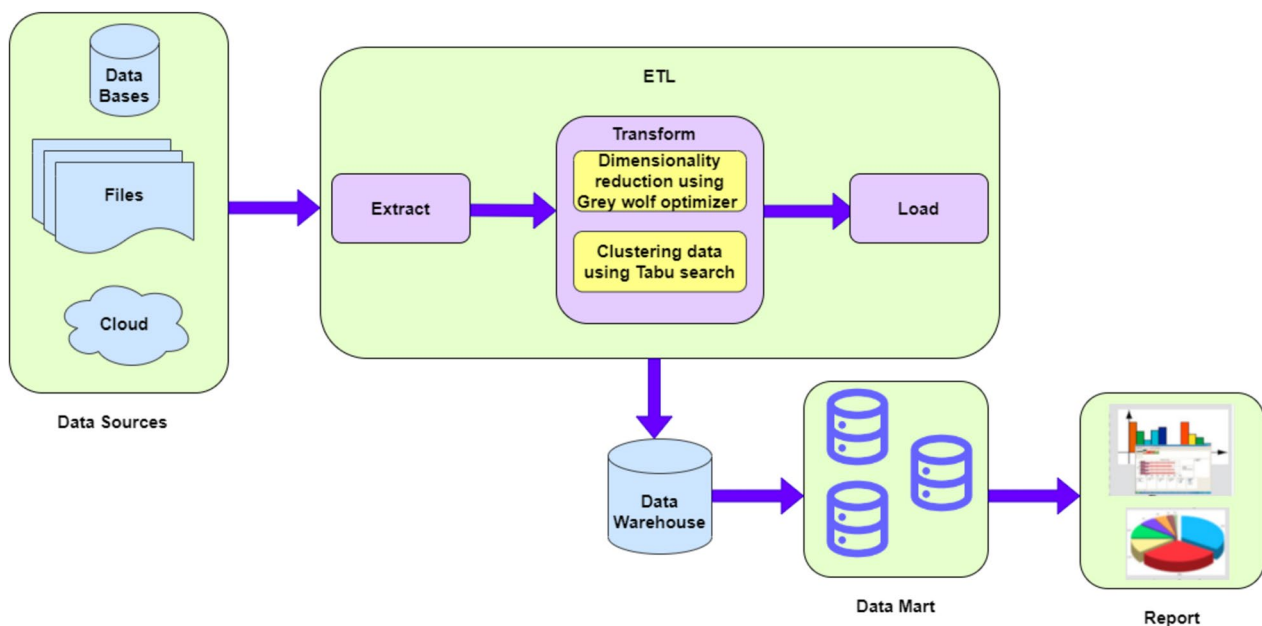 Data
Bases
Files
Cloud
Data Sources
ETL
Extract
Transform
Dimensionality
reduction using
Grey wolf optimizer
Clustering data
using Tabu search
Load
Data
Warehouse
Data Mart
Report